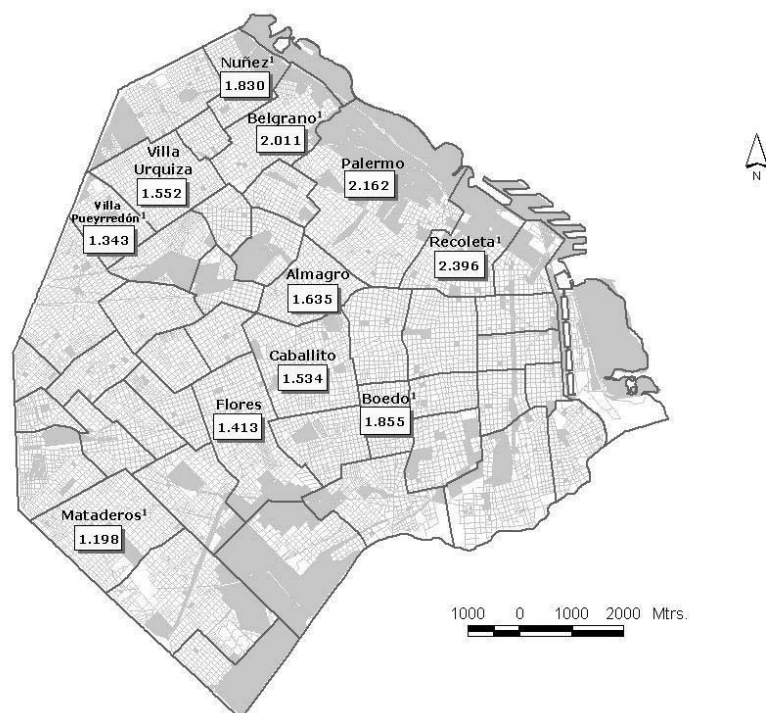 Nuñez¹
1.830
Belgrano¹
2.011
Villa
Urquiza
1.552
Palermo
2.162
Villa
Pueyrredón¹
1.343
Recoleta¹
2.396
Almagro
1.635
Caballito
1.534
Flores
1.413
Boedo¹
1.855
Mataderos¹
1.198
N
1000 0 1000 2000 Mtrs.